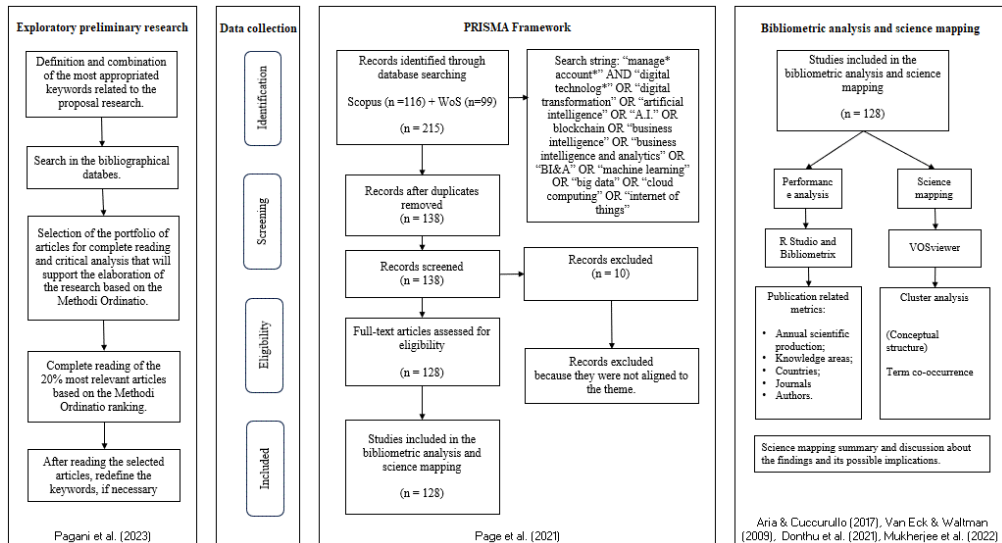 Exploratory preliminary research
Definition and combination
of the most appropriated
keywords related to the
proposal research.
Search in the bibliographical
databes.
Selection of the portfolio of
articles for complete reading
and critical analysis that will
support the elaboration of
the research based on the
Methodi Ordinatio.
Complete reading of the
20% most relevant articles
based on the Methodi
Ordinatio ranking.
After reading the selected
articles, redefine the
keywords, if necessary
Pagani et al. (2023)
Data collection
Identification
Screening
Eligibility
Included
PRISMA Framework
Records identified through
database searching
Scopus (n =116) + WoS (n=99)
(n = 215)
Search string: “manage*
account*” AND “digital
technolog*” OR “digital
transformation” OR “artificial
intelligence” OR “A.I.” OR
blockchain OR “business
intelligence” OR “business
intelligence and analytics” OR
“BI&A” OR “machine learning”
OR “big data” OR “cloud
computing” OR “internet of
things”
Records after duplicates
removed
(n = 138)
Records screened
(n = 138)
Records excluded
(n = 10)
Full-text articles assessed for
eligibility
(n = 128)
Records excluded
because they were not aligned to
the theme.
Studies included in the
bibliometric analysis and
science mapping
(n = 128)
Page et al. (2021)
Bibliometric analysis and science mapping
Studies included in the
bibliometric analysis and science
mapping
(n = 128)
Performanc
e analysis
Science
mapping
R Studio and
Bibliometrix
VOSviewer
Publication related
metrics:
• Annual scientific
production;
• Knowledge areas;
• Countries;
• Journals
• Authors.
Cluster analysis
(Conceptual
structure)
Term co-occurrence
Science mapping summary and discussion about
the findings and its possible implications.
Aria & Cuccurullo (2017), Van Eck & Waltman
(2009), Donthu et al. (2021), Mukherjee et al. (2022)